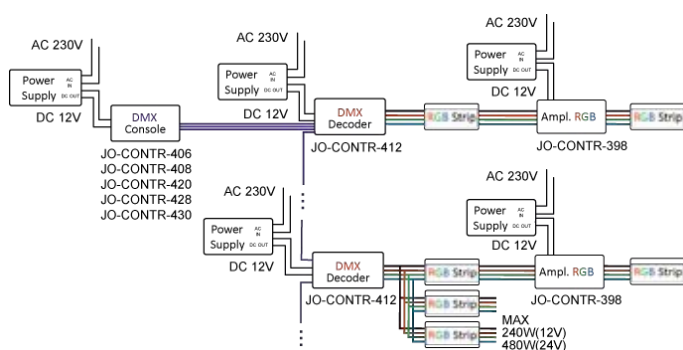 AC 230V
Power
Supply
AC
IN
DC OUT
DC 12V
DMX
Console
JO-CONTR-406
JO-CONTR-408
JO-CONTR-420
JO-CONTR-428
JO-CONTR-430
AC 230V
Power
Supply
AC
IN
DC OUT
DC 12V
DMX
Decoder
JO-CONTR-412
RGB Strip
AC 230V
Power
Supply
AC
IN
DC OUT
DC 12V
Ampl. RGB
JO-CONTR-398
RGB Strip
AC 230V
Power
Supply
AC
IN
DC OUT
DC 12V
DMX
Decoder
JO-CONTR-412
RGB Strip
RGB Strip
RGB Strip
AC 230V
Power
Supply
AC
IN
DC OUT
DC 12V
Ampl. RGB
JO-CONTR-398
RGB Strip
MAX
240W(12V)
480W(24V)